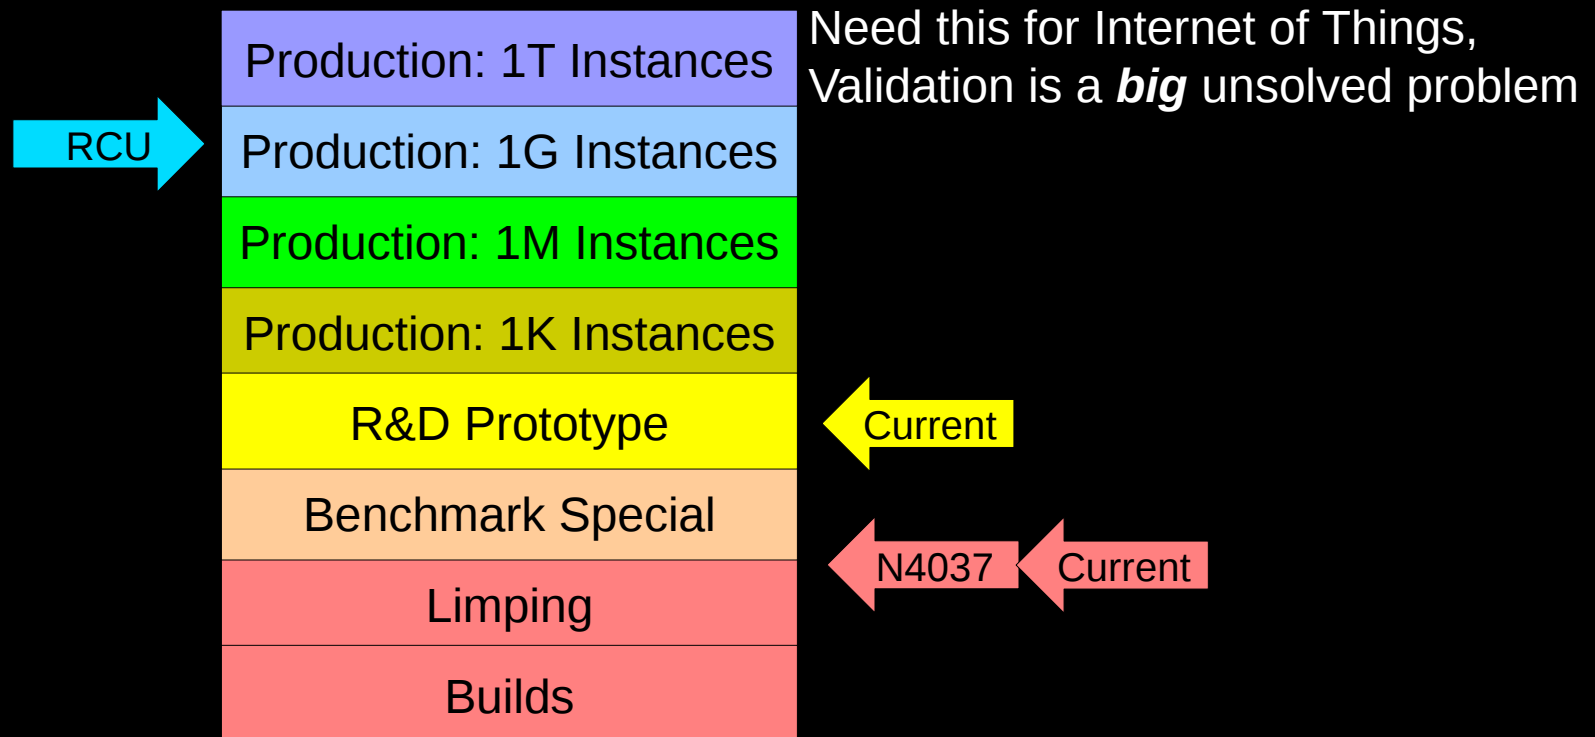 Production: 1T Instances
Need this for Internet of Things,
Validation is a big unsolved problem
RCU
Production: 1G Instances
Production: 1M Instances
Production: 1K Instances
R&D Prototype
Current
Benchmark Special
N4037
Current
Limping
Builds